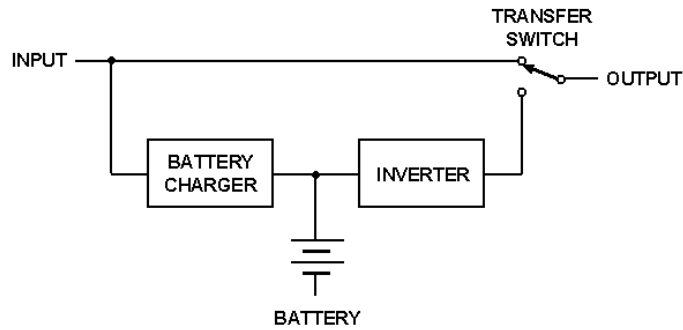 TRANSFER
SWITCH
INPUT
OUTPUT
BATTERY
CHARGER
INVERTER
BATTERY